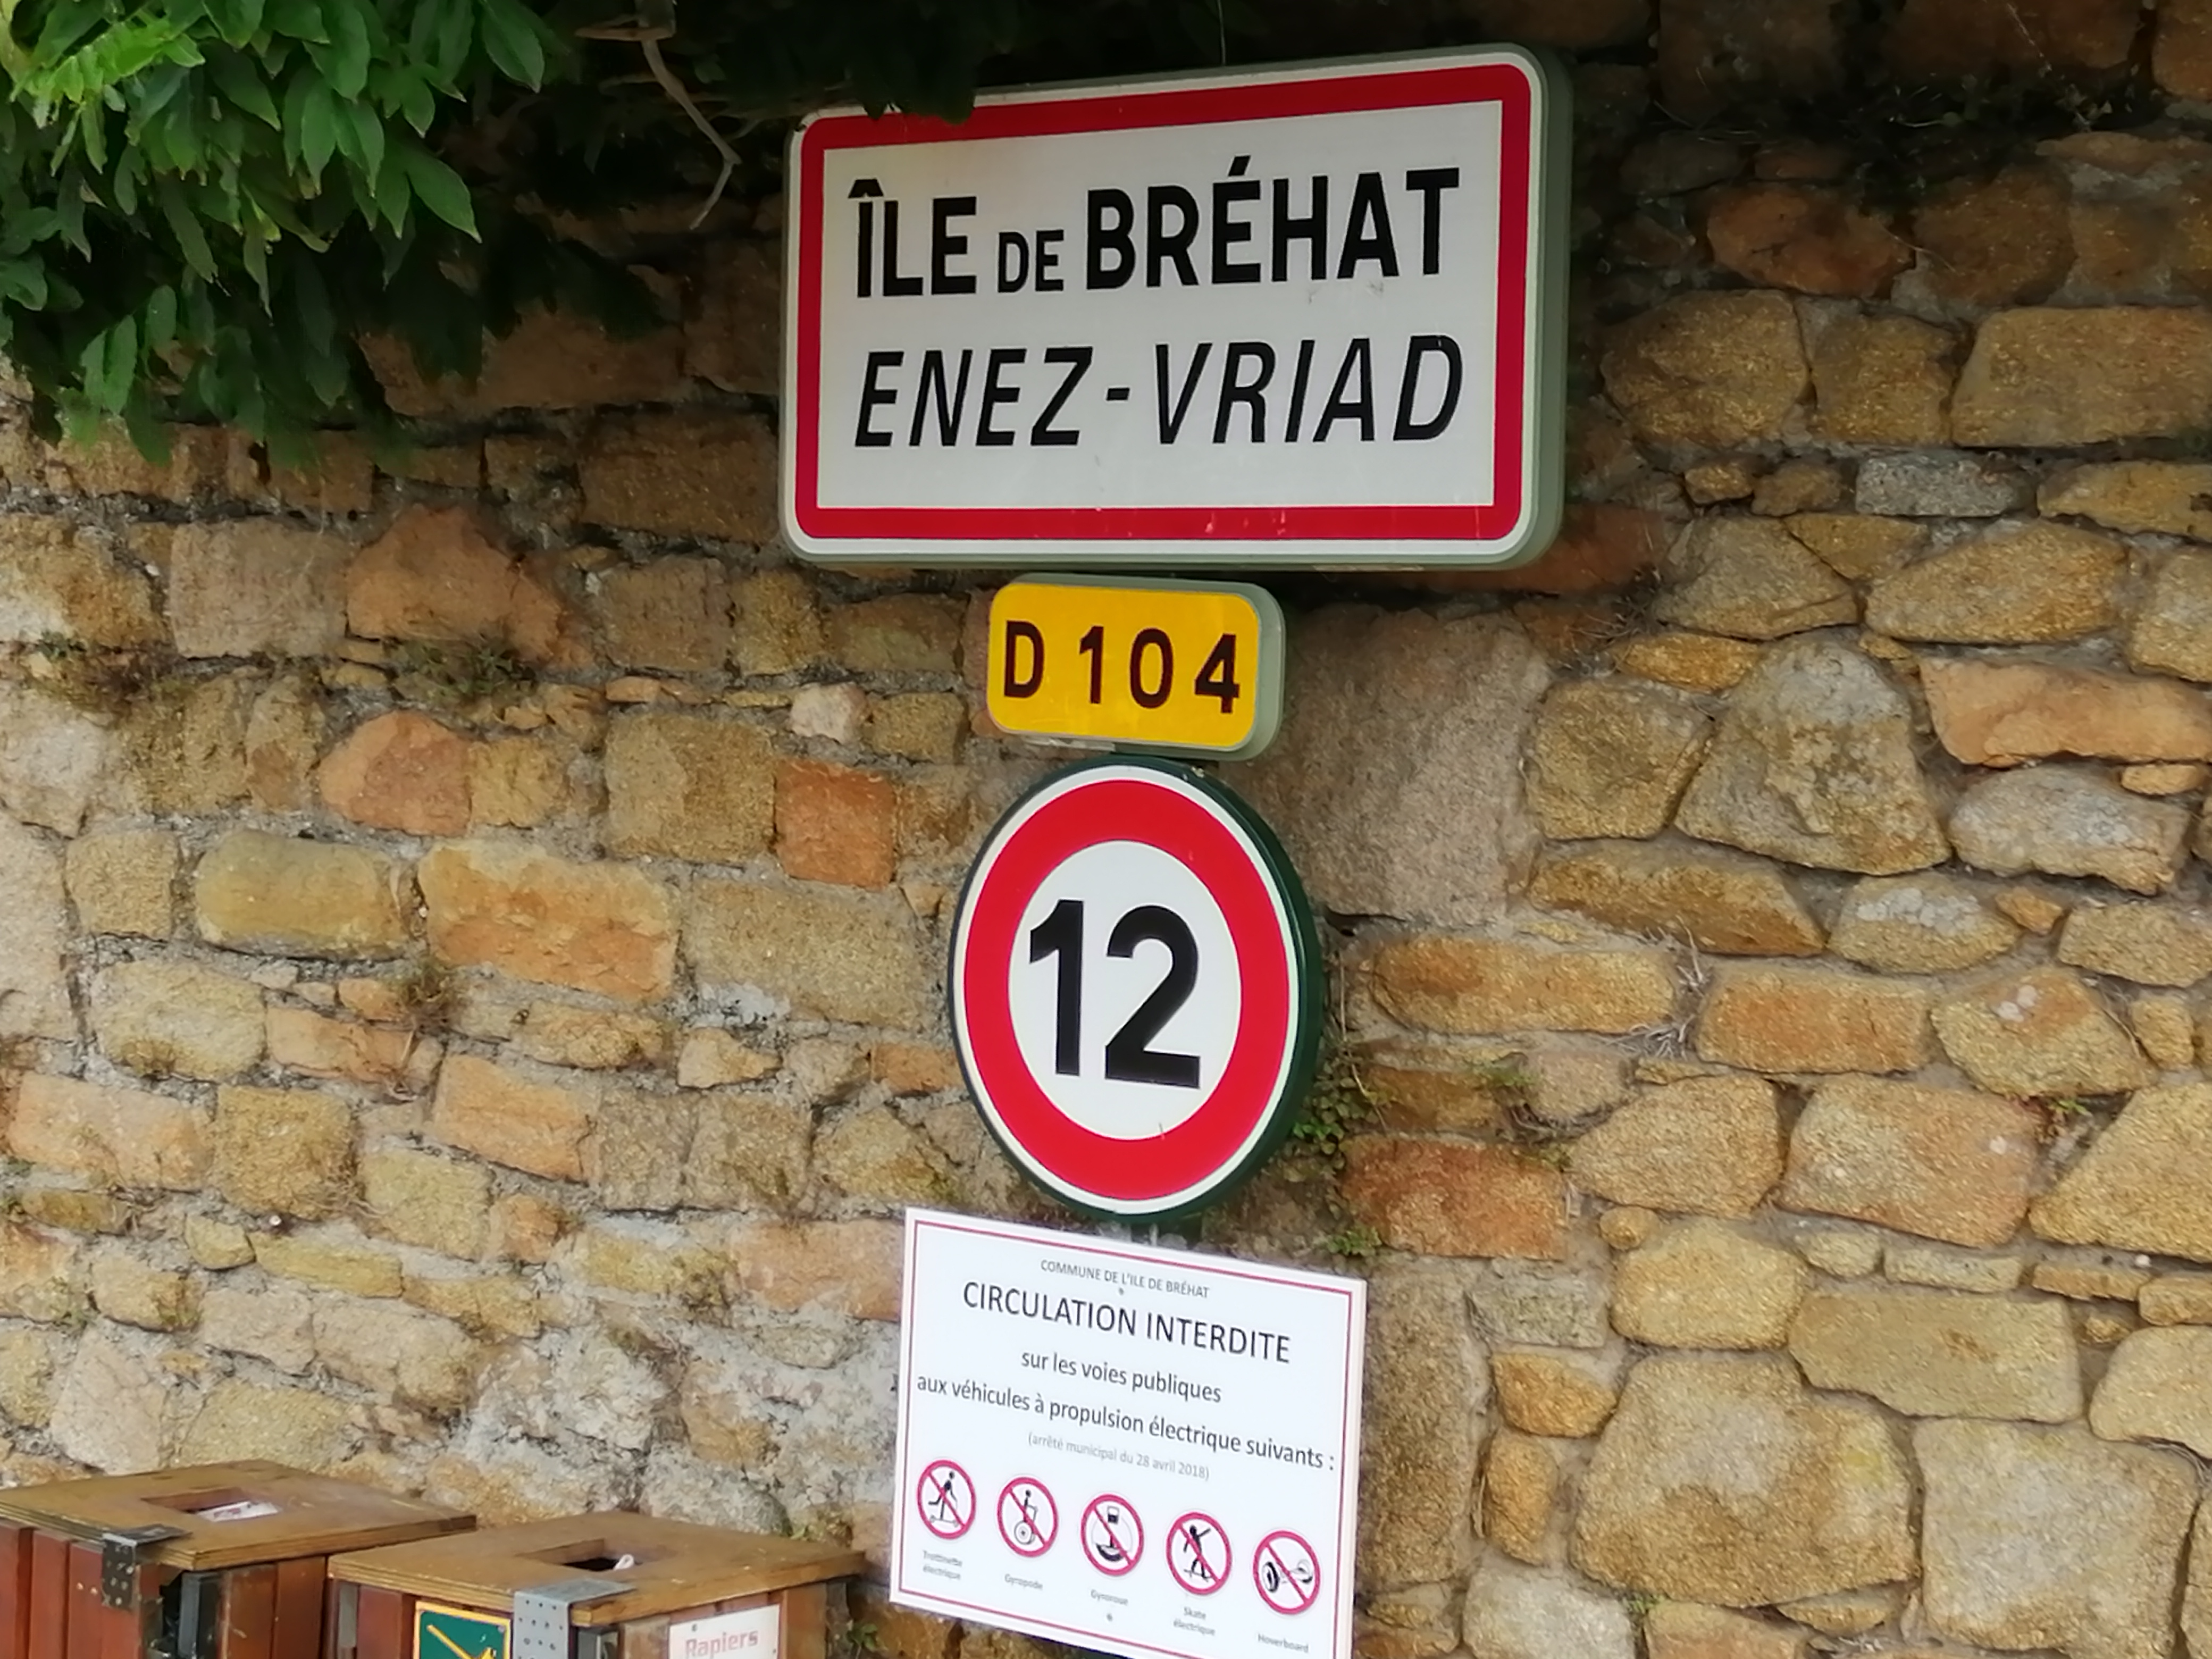 ÎLE DE BRÉHAT
ENEZ-VRIAD
D 104
12
COMMUNE DE L'ILE DE BRÉHAT
CIRCULATION INTERDITE
sur les voies publiques
aux véhicules à propulsion électrique suivants :
(arrêté municipal du 28 avril 2018)
Trottinette électrique
Gyropode
Gyroroue
Skate électrique
Hoverboard
Rapiers